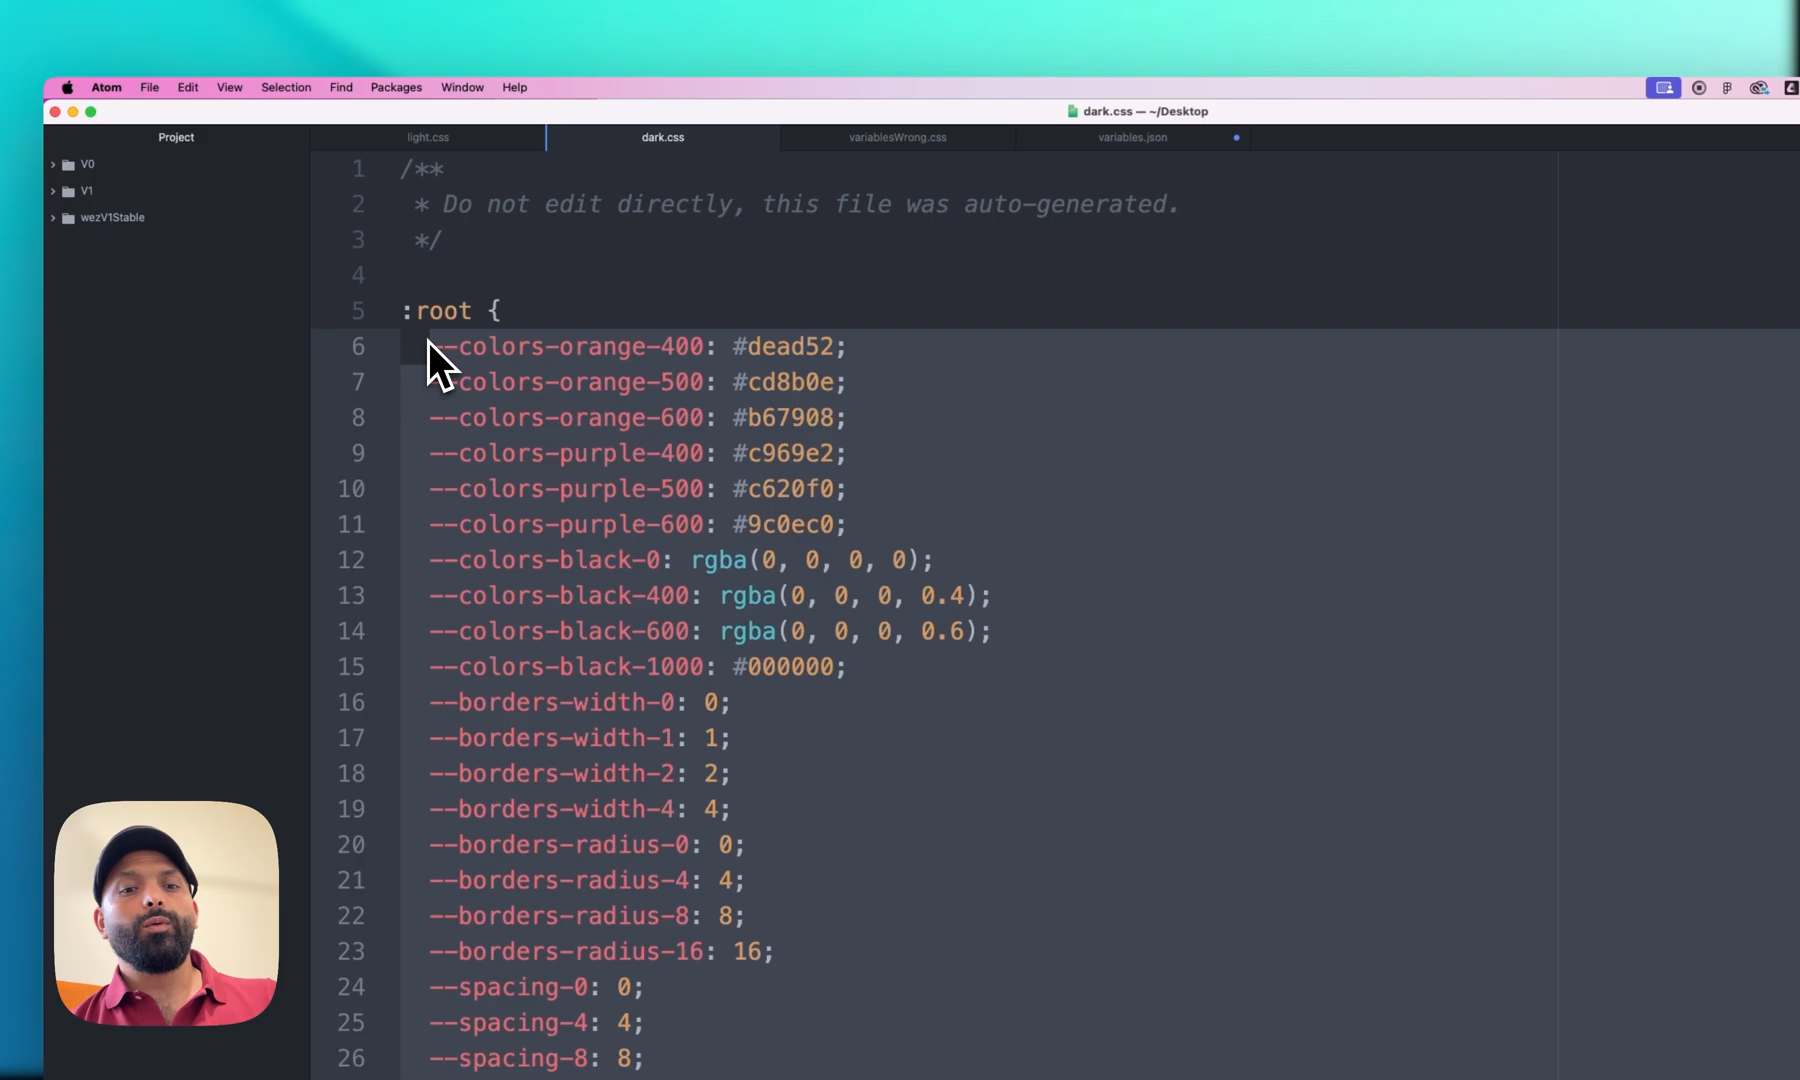 Atom File Edit View Selection Find Packages Window Help
dark.css — ~/Desktop
Project
light.css
dark.css
variablesWrong.css
variables.json
V0
V1
wezV1Stable
1 /**
2 * Do not edit directly, this file was auto-generated.
3 */
4
5 :root {
6 --colors-orange-400: #dead52;
7 --colors-orange-500: #cd8b0e;
8 --colors-orange-600: #b67908;
9 --colors-purple-400: #c969e2;
10 --colors-purple-500: #c620f0;
11 --colors-purple-600: #9c0ec0;
12 --colors-black-0: rgba(0, 0, 0, 0);
13 --colors-black-400: rgba(0, 0, 0, 0.4);
14 --colors-black-600: rgba(0, 0, 0, 0.6);
15 --colors-black-1000: #000000;
16 --borders-width-0: 0;
17 --borders-width-1: 1;
18 --borders-width-2: 2;
19 --borders-width-4: 4;
20 --borders-radius-0: 0;
21 --borders-radius-4: 4;
22 --borders-radius-8: 8;
23 --borders-radius-16: 16;
24 --spacing-0: 0;
25 --spacing-4: 4;
26 --spacing-8: 8;